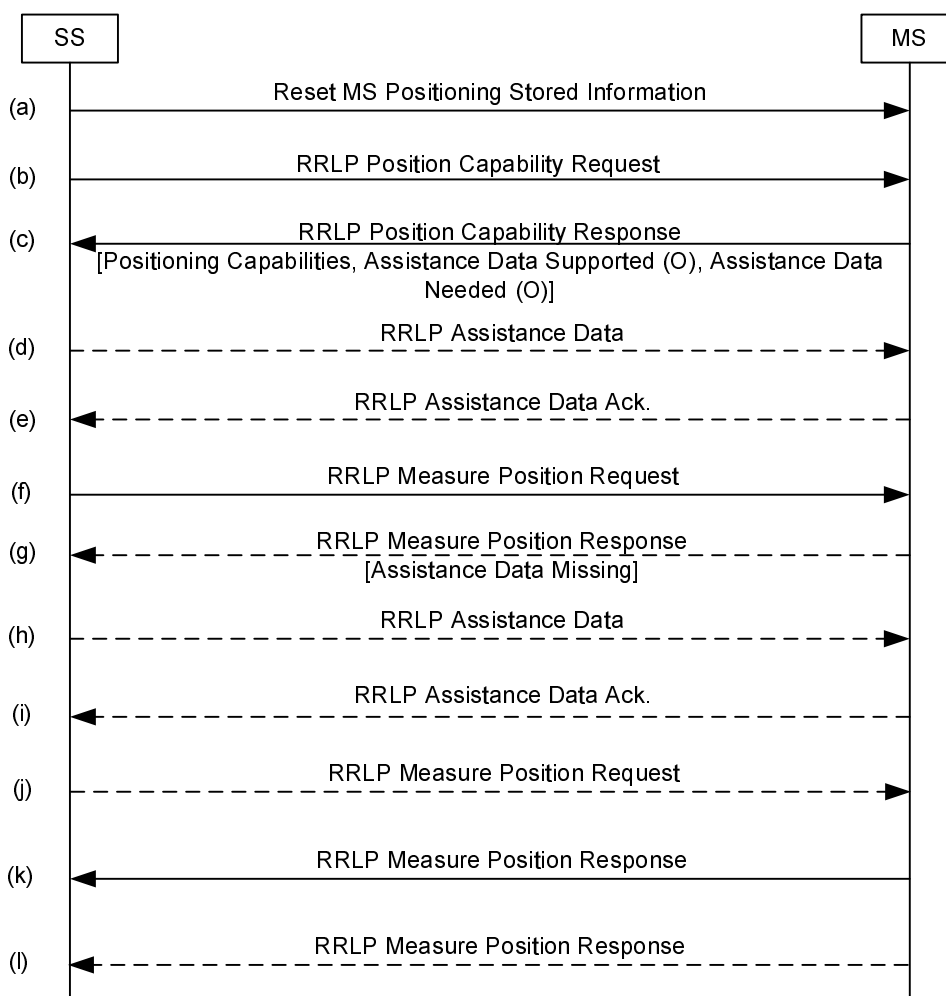 SS
MS
(a)
Reset MS Positioning Stored Information
(b)
RRLP Position Capability Request
(c)
RRLP Position Capability Response
[Positioning Capabilities, Assistance Data Supported (O), Assistance Data
Needed (O)]
(d)
RRLP Assistance Data
(e)
RRLP Assistance Data Ack.
(f)
RRLP Measure Position Request
(g)
RRLP Measure Position Response
[Assistance Data Missing]
(h)
RRLP Assistance Data
(i)
RRLP Assistance Data Ack.
(j)
RRLP Measure Position Request
(k)
RRLP Measure Position Response
(l)
RRLP Measure Position Response